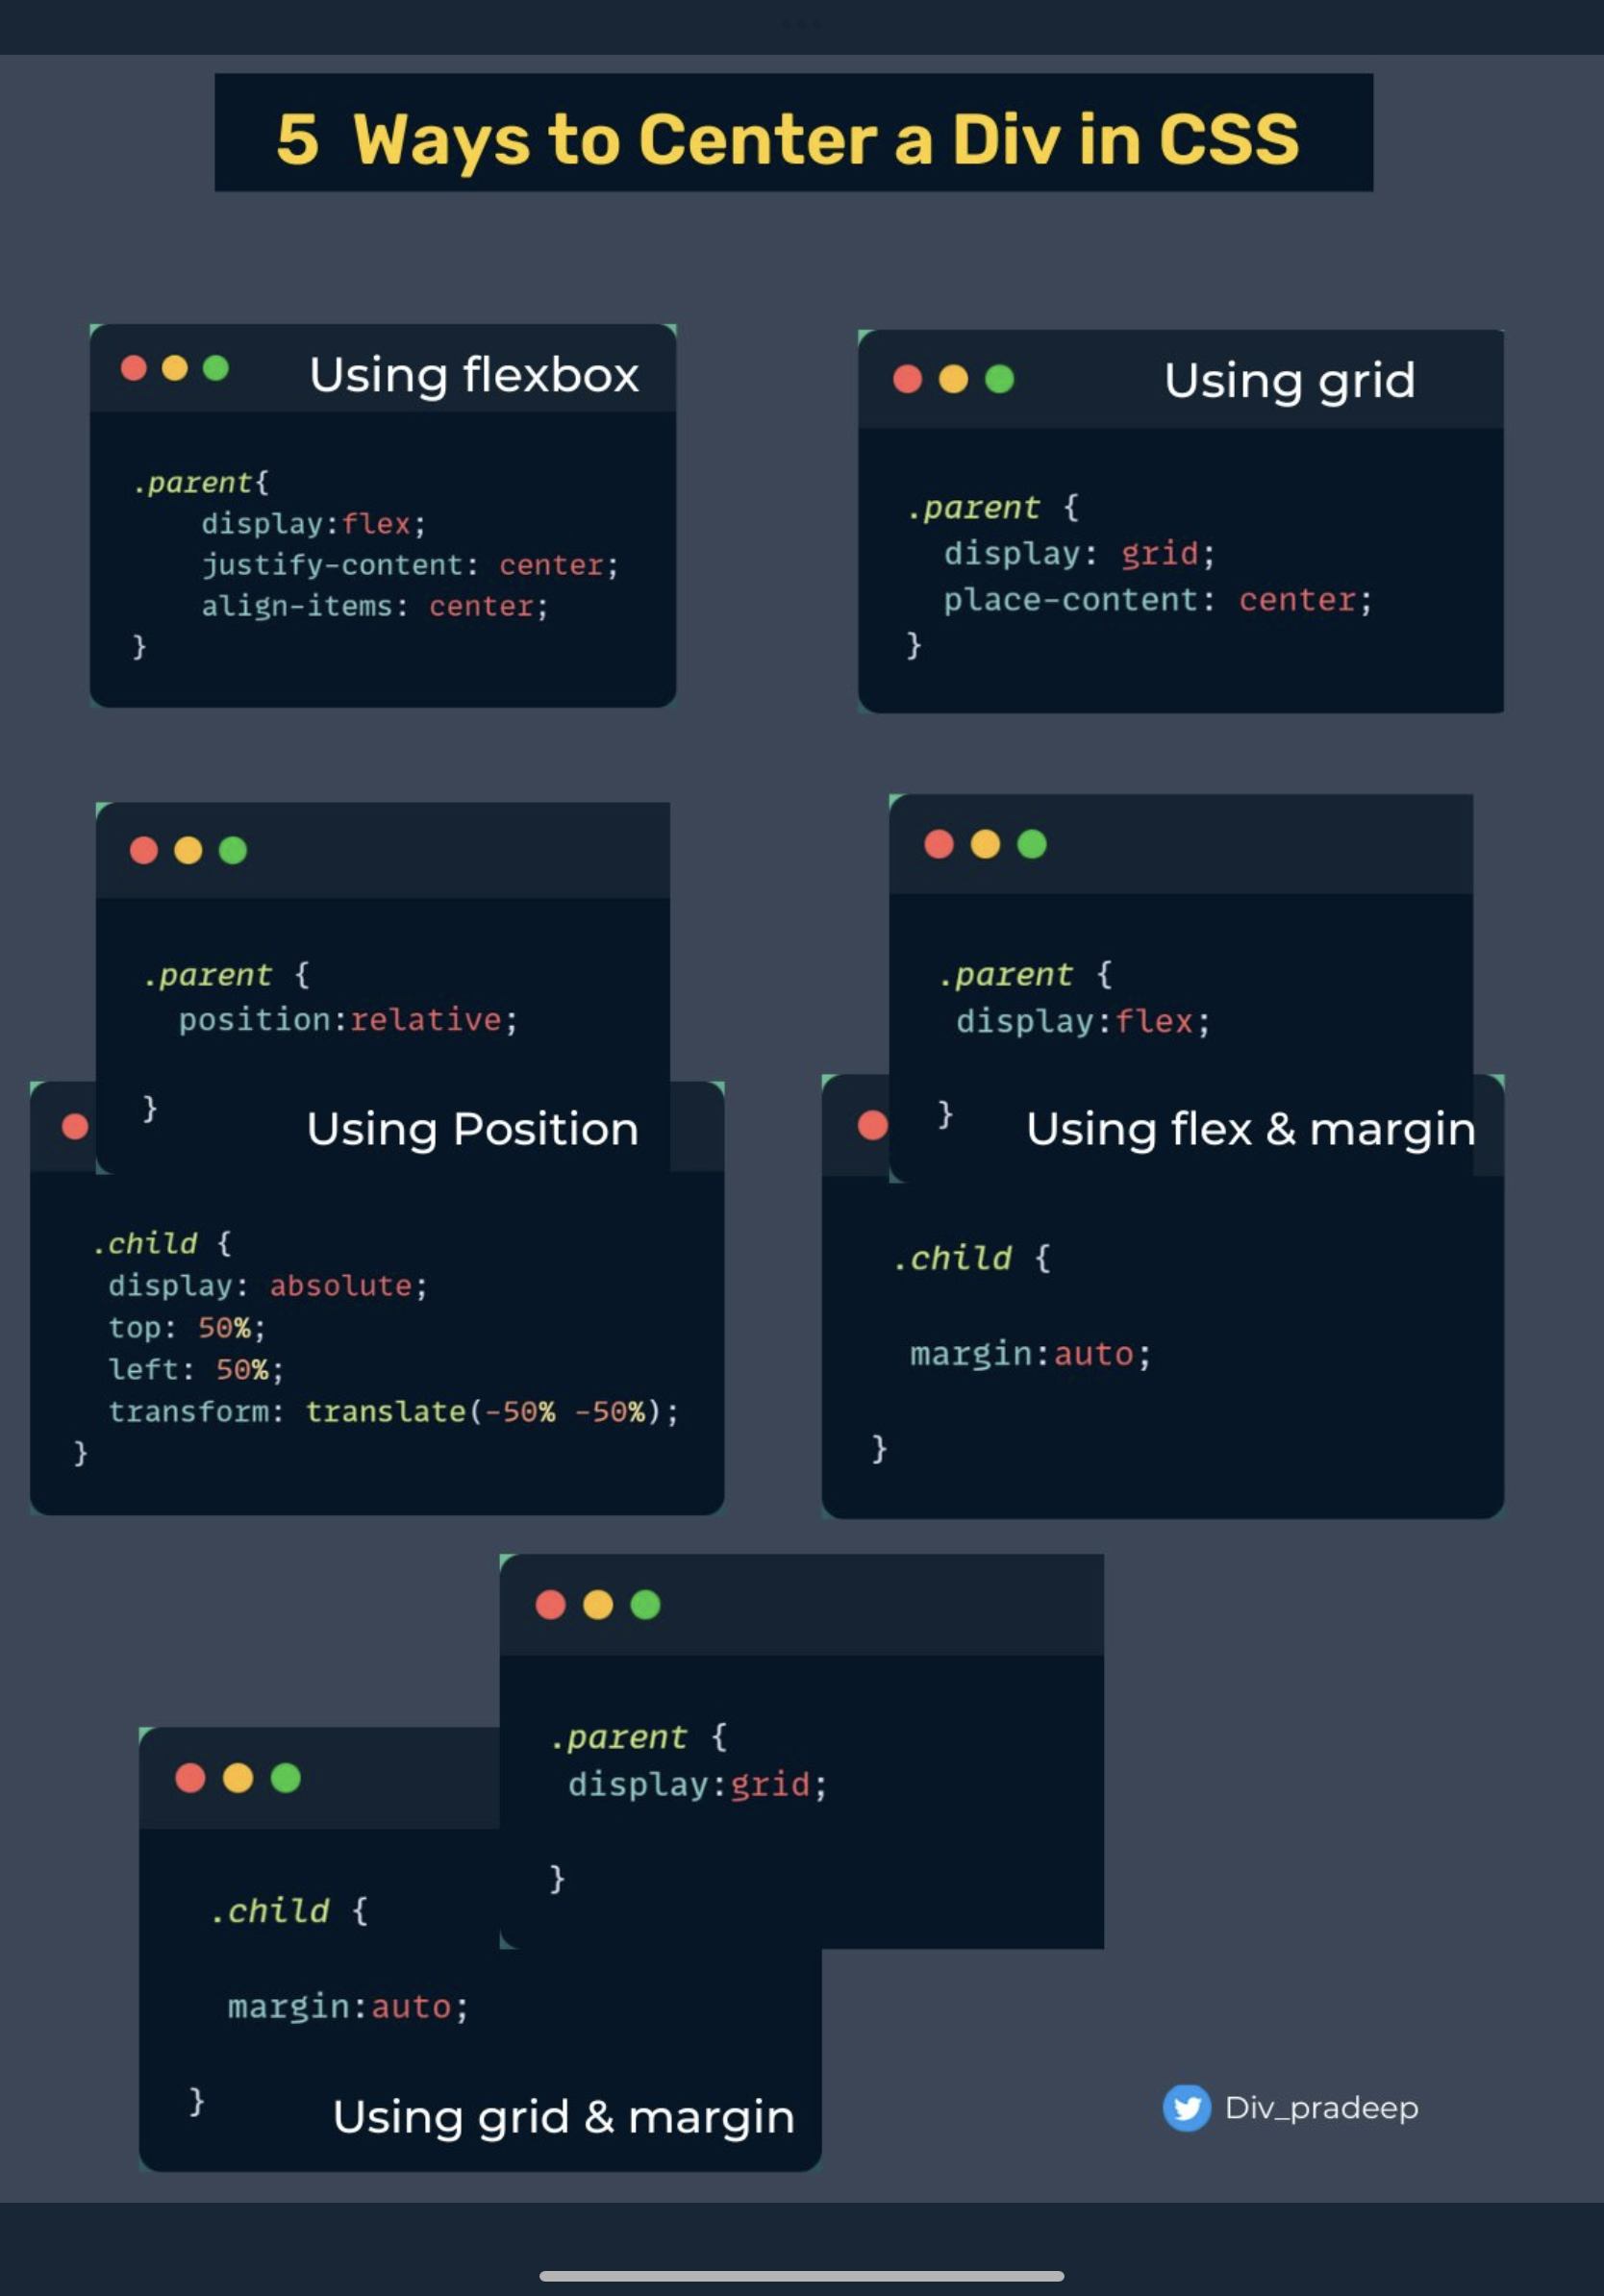 5 Ways to Center a Div in CSS
Using flexbox
.parent{
display:flex;
justify-content: center;
align-items: center;
}
Using grid
.parent {
display: grid;
place-content: center;
}
.parent {
position:relative;
}
Using Position
.child {
display: absolute;
top: 50%;
left: 50%;
transform: translate(-50% -50%);
}
.parent {
display:flex;
}
Using flex & margin
.child {
margin:auto;
}
.parent {
display:grid;
}
.child {
margin:auto;
}
Using grid & margin
Div_pradeep